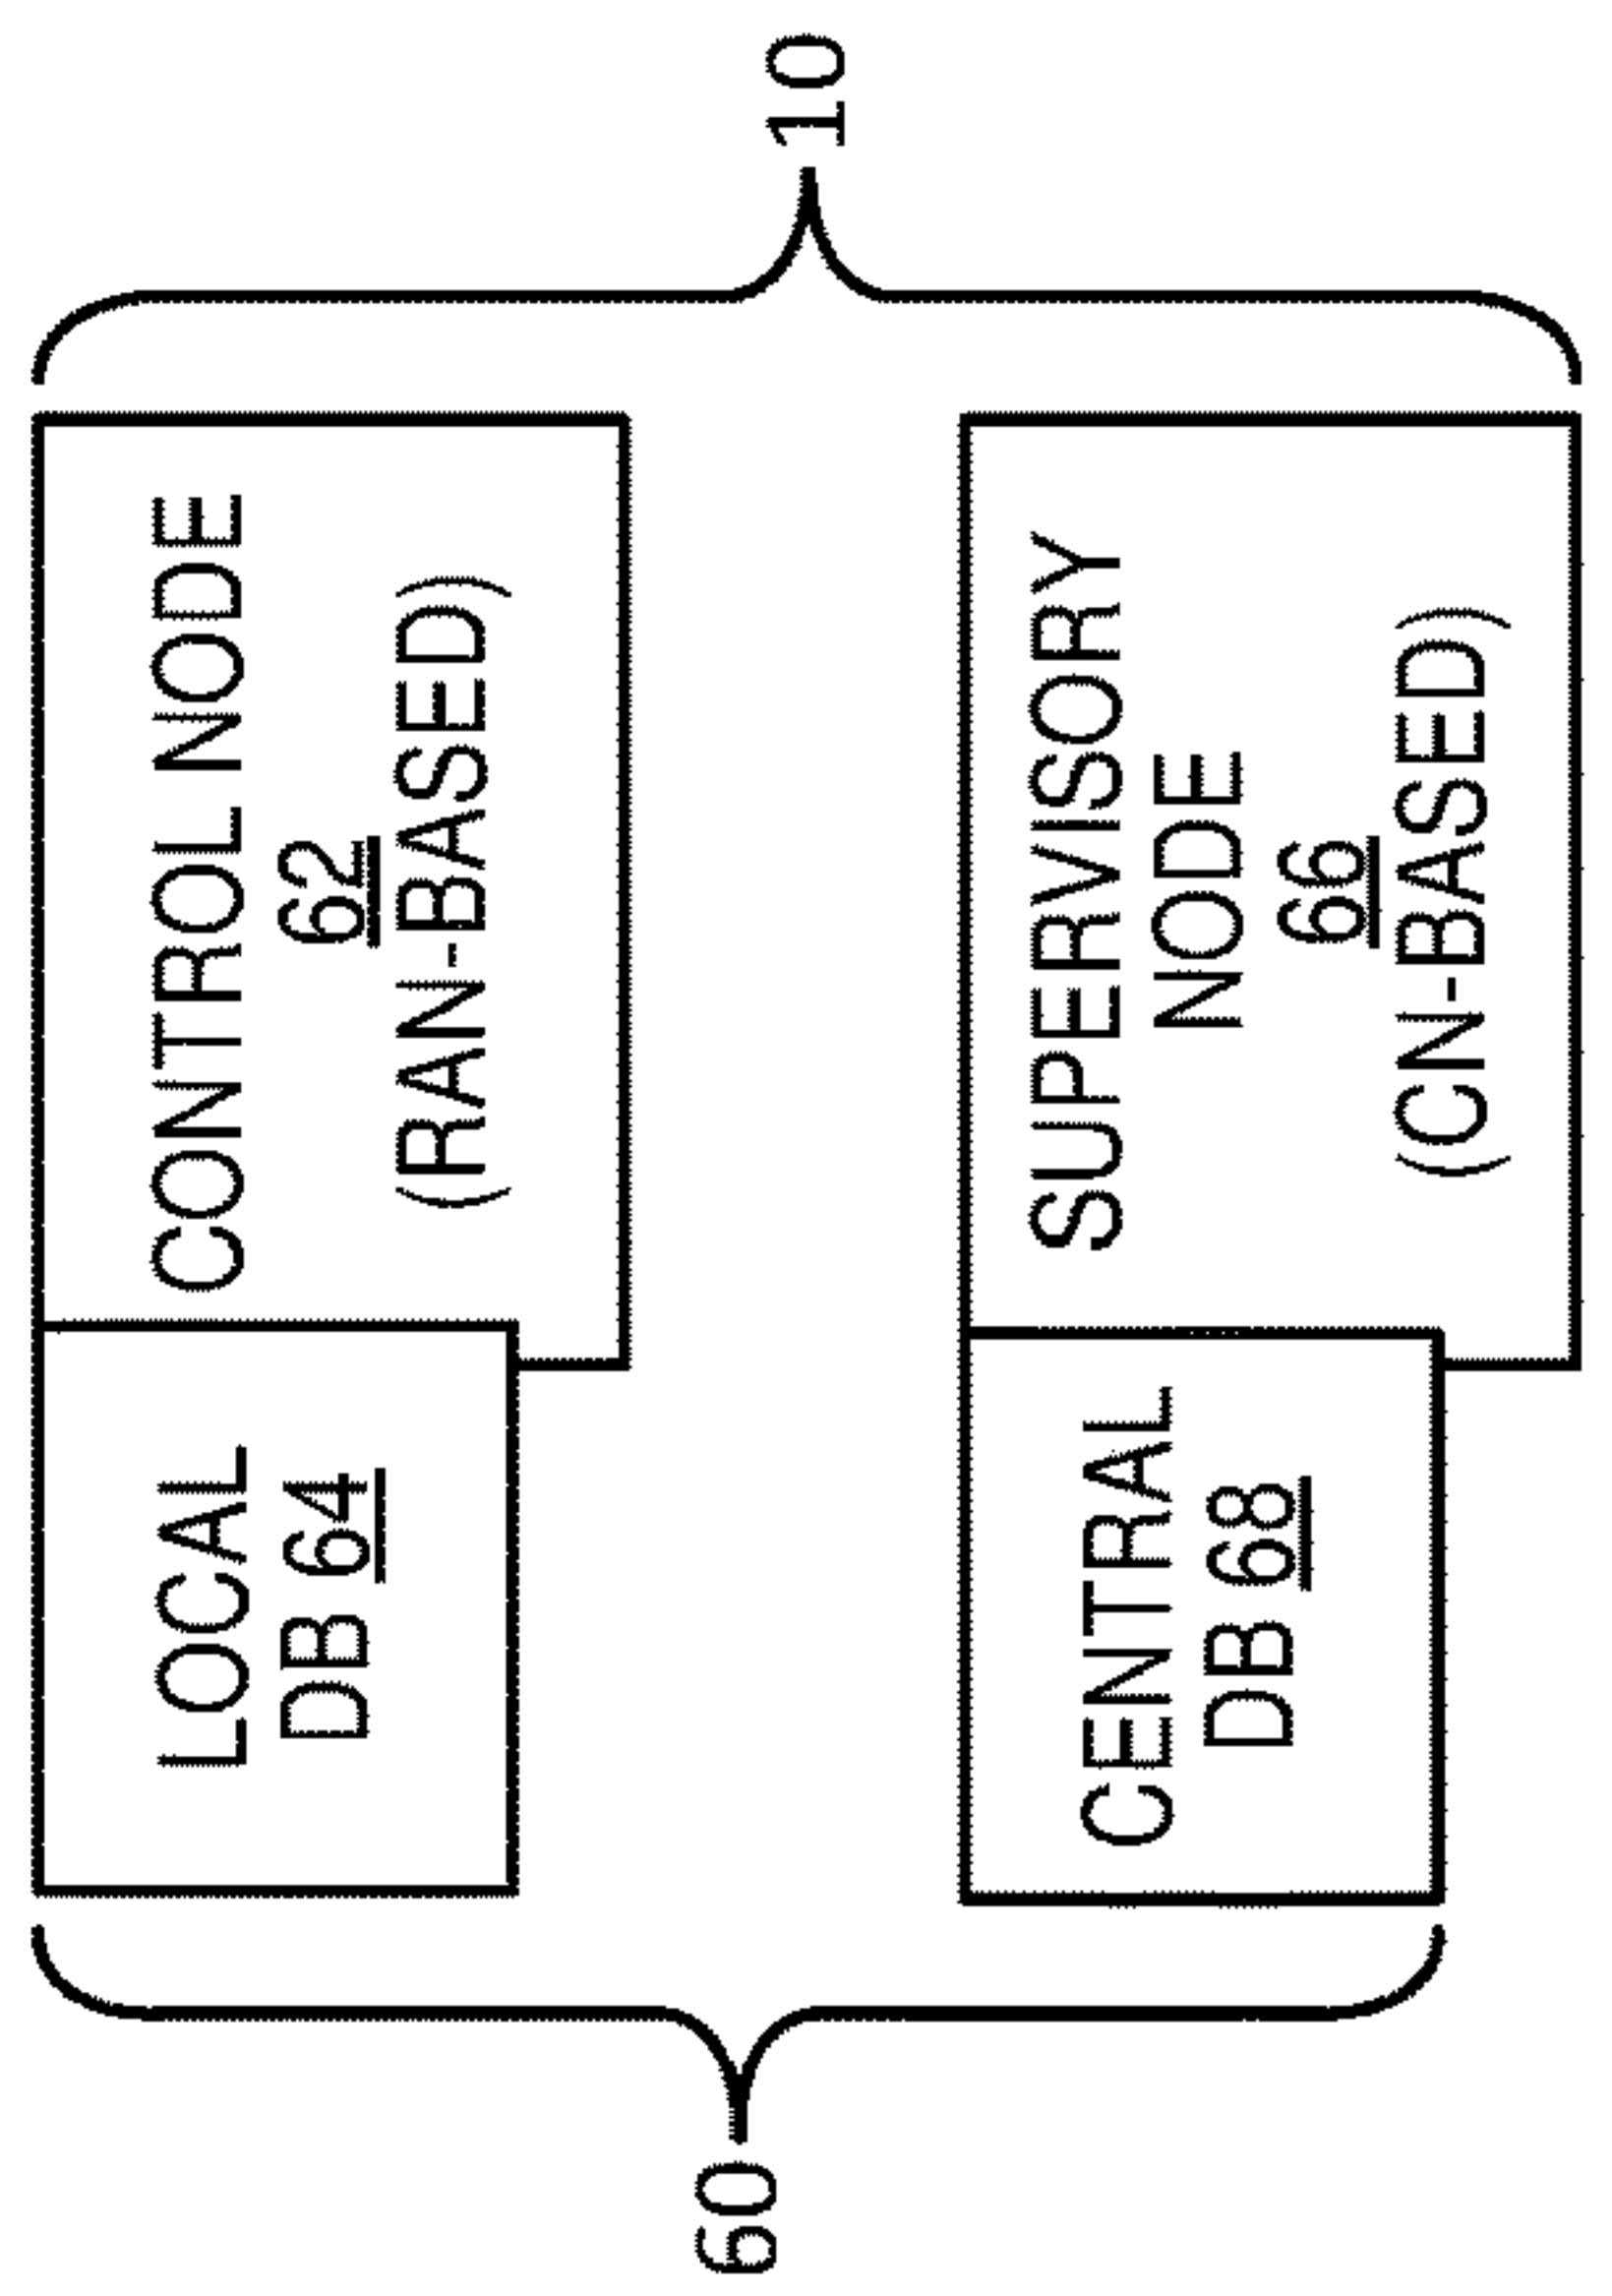 60
LOCAL
DB 64
CONTROL NODE
62
(RAN-BASED)
CENTRAL
DB 68
SUPERVISORY
NODE
66
(CN-BASED)
10